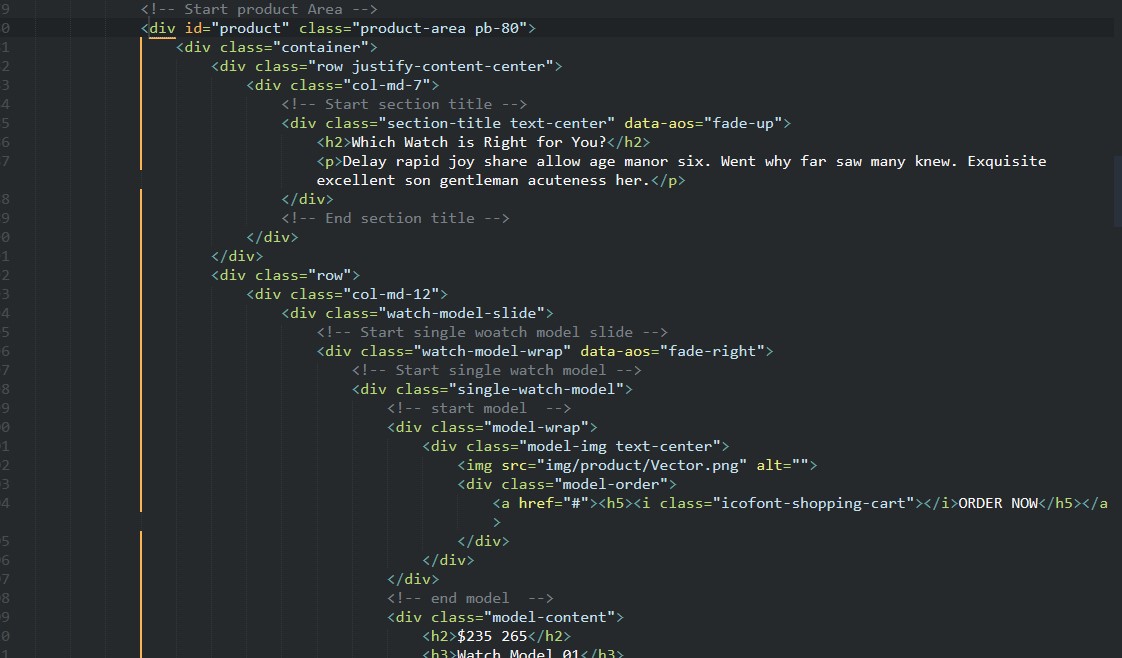 9 <!-- Start product Area -->
0 <div id="product" class="product-area pb-80">
1 <div class="container">
2 <div class="row justify-content-center">
3 <div class="col-md-7">
4 <!-- Start section title -->
5 <div class="section-title text-center" data-aos="fade-up">
6 <h2>Which Watch is Right for You?</h2>
7 <p>Delay rapid joy share allow age manor six. Went why far saw many knew. Exquisite
excellent son gentleman acuteness her.</p>
8 </div>
9 <!-- End section title -->
0 </div>
1 </div>
2 <div class="row">
3 <div class="col-md-12">
4 <div class="watch-model-slide">
5 <!-- Start single woatch model slide -->
6 <div class="watch-model-wrap" data-aos="fade-right">
7 <!-- Start single watch model -->
8 <div class="single-watch-model">
9 <!-- start model  -->
0 <div class="model-wrap">
1 <div class="model-img text-center">
2 <img src="img/product/Vector.png" alt="">
3 <div class="model-order">
4 <a href="#"><h5><i class="icofont-shopping-cart"></i>ORDER NOW</h5></a
>
5 </div>
6 </div>
7 </div>
8 <!-- end model  -->
9 <div class="model-content">
0 <h2>$235 265</h2>
1 <h3>Watch Model 01</h3>